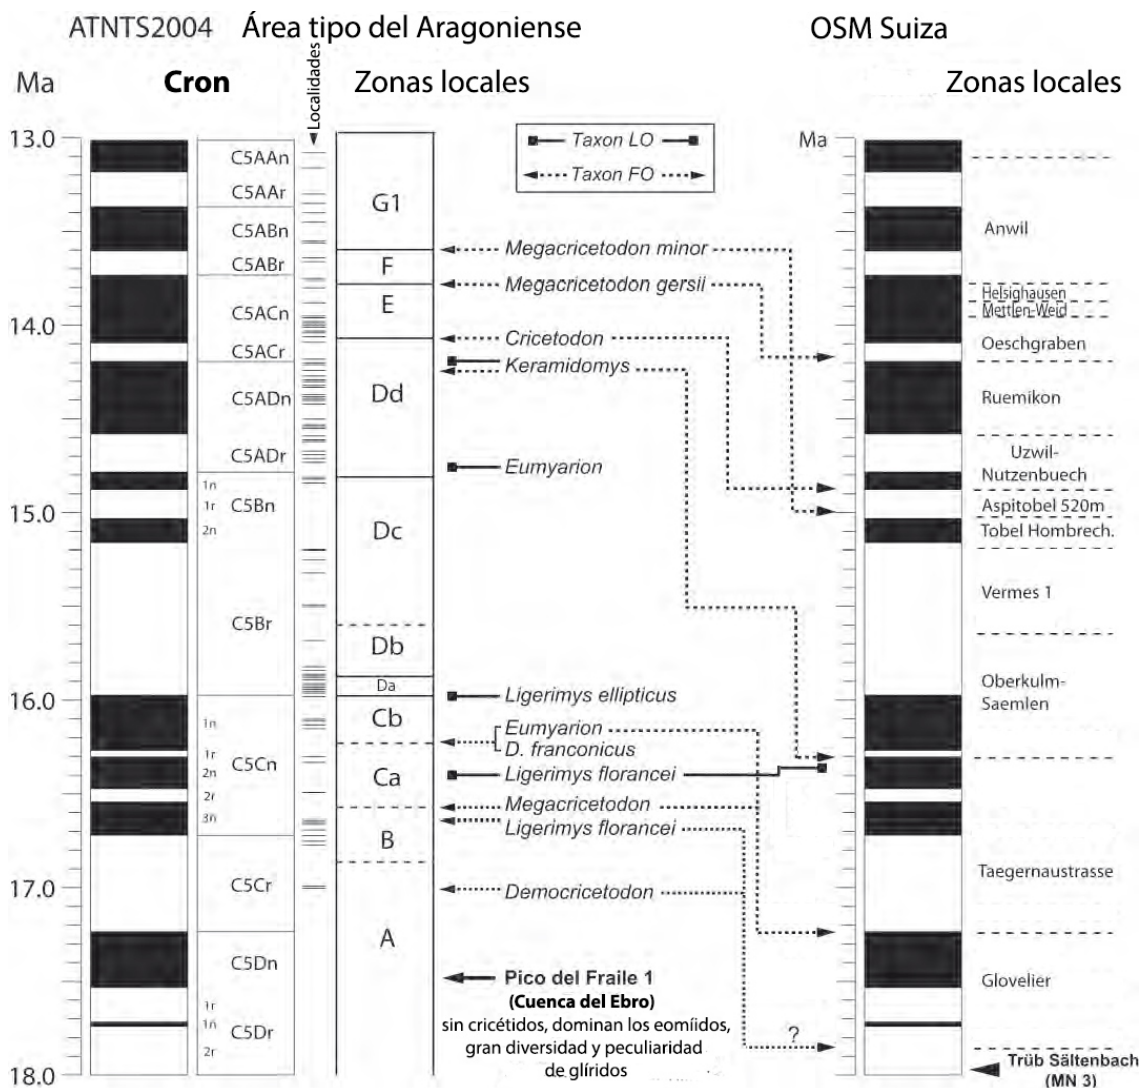 ATNTS2004 Área tipo del Aragoniense OSM Suiza
Ma Cron Localidades Zonas locales Zonas locales
13.0
14.0
15.0
16.0
17.0
18.0
C5AAn
C5AAr
C5ABn
C5ABr
C5ACn
C5ACr
C5ADn
C5ADr
1n
1r C5Bn
2n
C5Br
1n
1r
2n C5Cn
2r
3n
C5Cr
C5Dn
1r
1n
C5Dr
2r
G1
F
E
Dd
Dc
Db
Da
Cb
Ca
B
A
Taxon LO
Taxon FO
Megacricetodon minor
Megacricetodon gersii
Cricetodon
Keramidomys
Eumyarion
Ligerimys ellipticus
Eumyarion
D. franconicus
Ligerimys florancei
Megacricetodon
Ligerimys florancei
Democricetodon
Pico del Fraile 1
(Cuenca del Ebro)
sin cricétidos, dominan los eomíidos,
gran diversidad y peculiaridad
de glíridos
?
Ma
Anwil
Helsighausen
Mettlen-Weid
Oeschgraben
Ruemikon
Uzwil-
Nutzenbuech
Aspitobel 520m
Tobel Hombrech.
Vermes 1
Oberkulm-
Saemlen
Taegernaustrasse
Glovelier
Trüb Sältenbach
(MN 3)